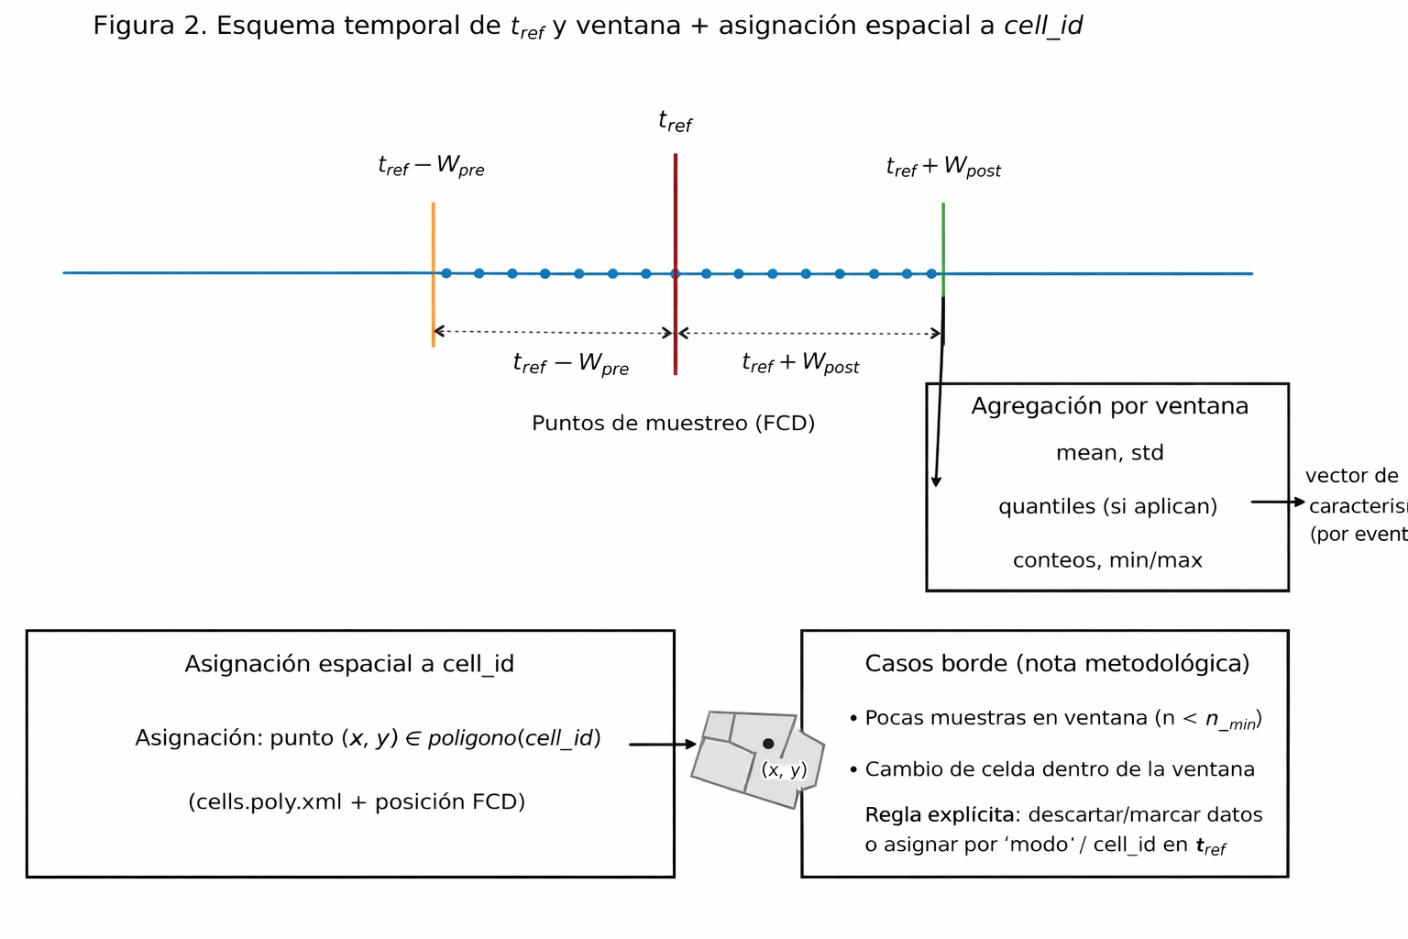 Figura 2. Esquema temporal de t_ref y ventana + asignación espacial a cell_id
t_ref
t_ref − W_pre
t_ref + W_post
t_ref − W_pre
t_ref + W_post
Puntos de muestreo (FCD)
Agregación por ventana
mean, std
quantiles (si aplican)
conteos, min/max
vector de
caracterisí
(por event
Asignación espacial a cell_id
Asignación: punto (x, y) ∈ poligono(cell_id)
(cells.poly.xml + posición FCD)
(x, y)
Casos borde (nota metodológica)
• Pocas muestras en ventana (n < n_min)
• Cambio de celda dentro de la ventana
Regla explícita: descartar/marcar datos
o asignar por ‘modo‘ / cell_id en t_ref